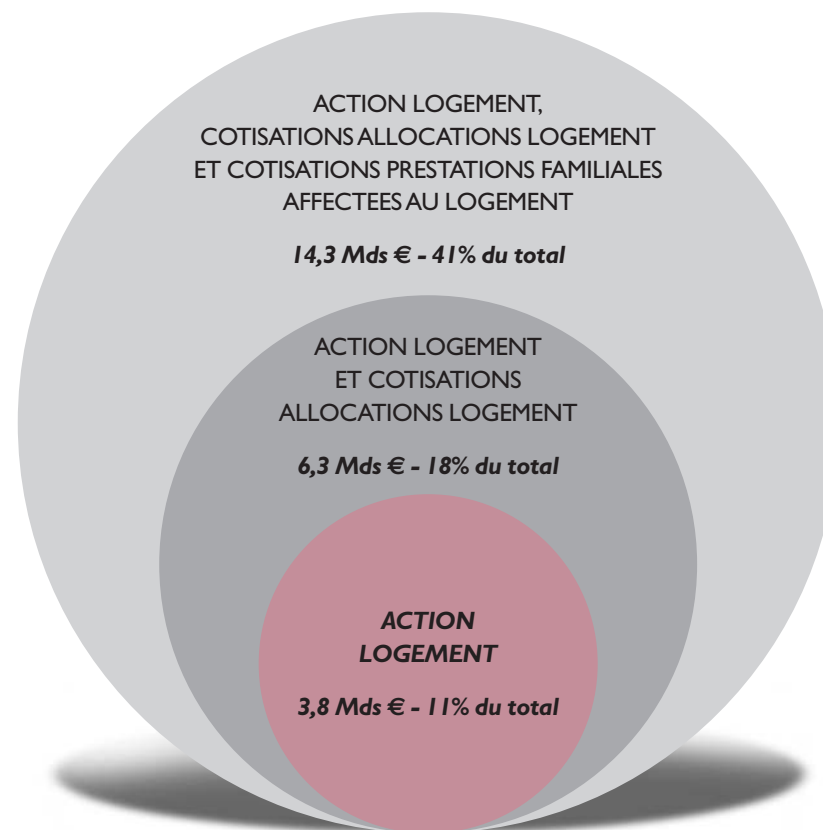 ACTION LOGEMENT,
COTISATIONS ALLOCATIONS LOGEMENT
ET COTISATIONS PRESTATIONS FAMILIALES
AFFECTEES AU LOGEMENT
14,3 Mds € - 41% du total
ACTION LOGEMENT
ET COTISATIONS
ALLOCATIONS LOGEMENT
6,3 Mds € - 18% du total
ACTION
LOGEMENT
3,8 Mds € - 11% du total